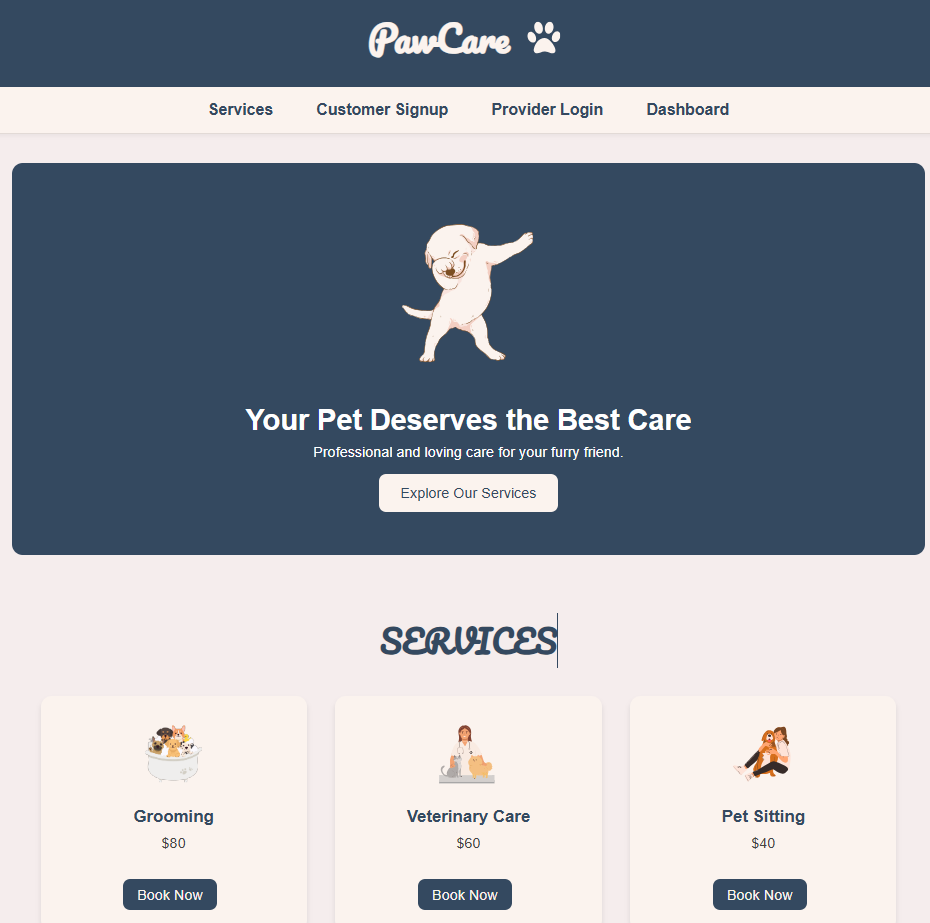 PawCare
Services Customer Signup Provider Login Dashboard
Your Pet Deserves the Best Care
Professional and loving care for your furry friend.
Explore Our Services
SERVICES
Grooming Veterinary Care Pet Sitting
$80 $60 $40
Book Now Book Now Book Now